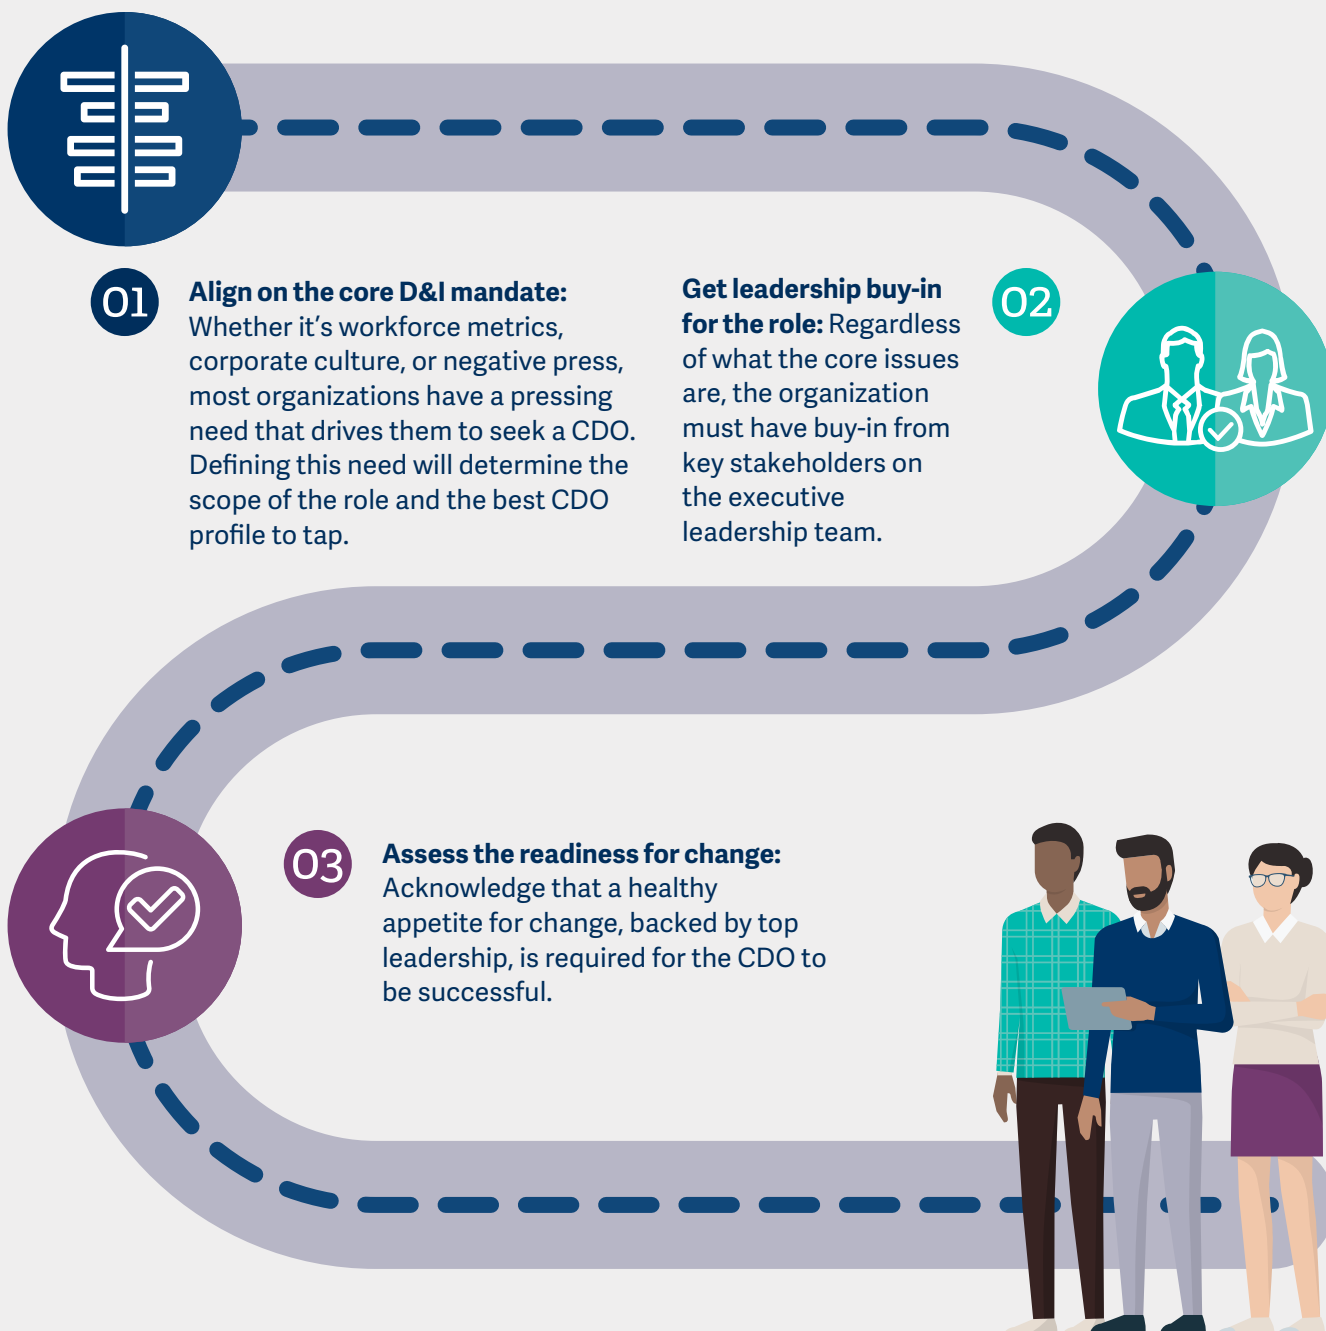 01
Align on the core D&I mandate:
Whether it's workforce metrics,
corporate culture, or negative press,
most organizations have a pressing
need that drives them to seek a CDO.
Defining this need will determine the
scope of the role and the best CDO
profile to tap.
Get leadership buy-in
for the role: Regardless
of what the core issues
are, the organization
must have buy-in from
key stakeholders on
the executive
leadership team.
02
03
Assess the readiness for change:
Acknowledge that a healthy
appetite for change, backed by top
leadership, is required for the CDO to
be successful.